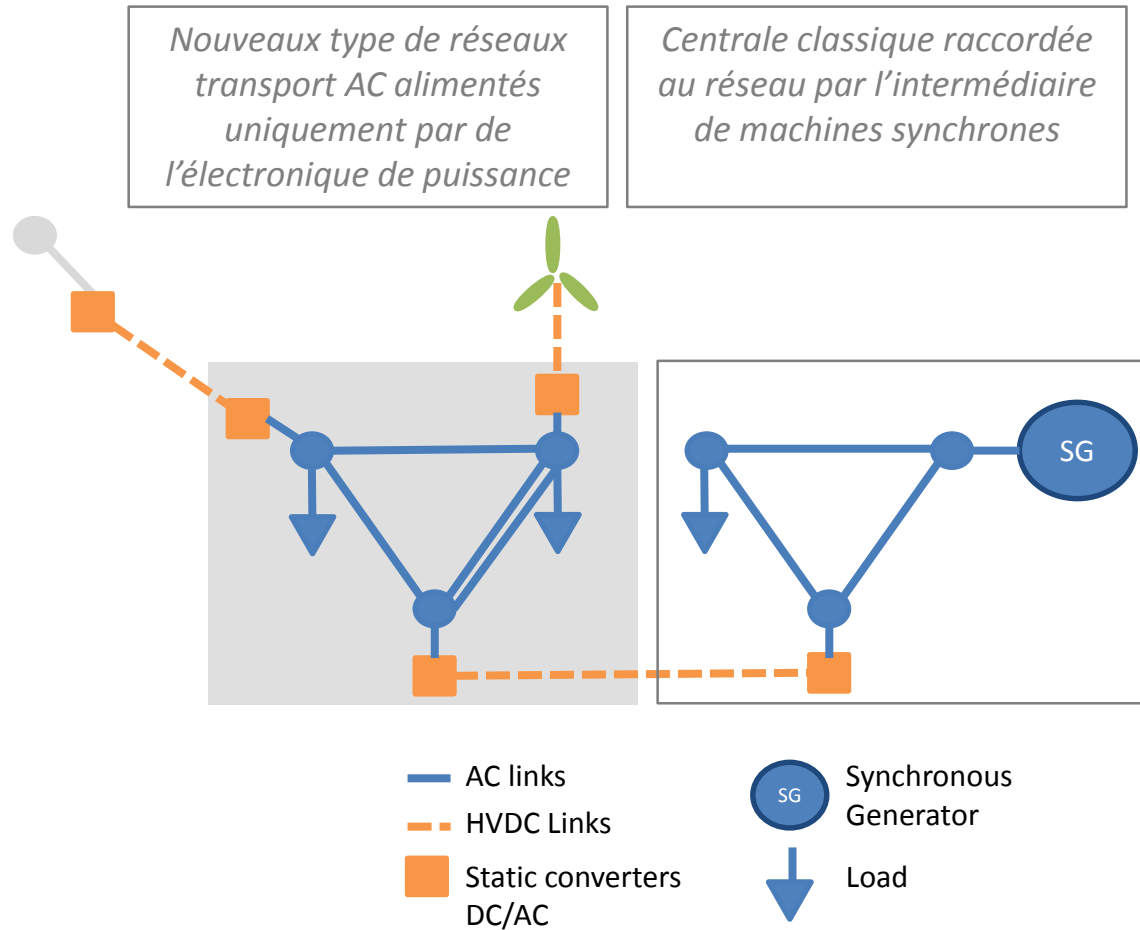 Nouveaux type de réseaux
transport AC alimentés
uniquement par de
l’électronique de puissance
Centrale classique raccordée
au réseau par l’intermédiaire
de machines synchrones
SG
AC links
HVDC Links
Static converters
DC/AC
SG
Synchronous
Generator
Load